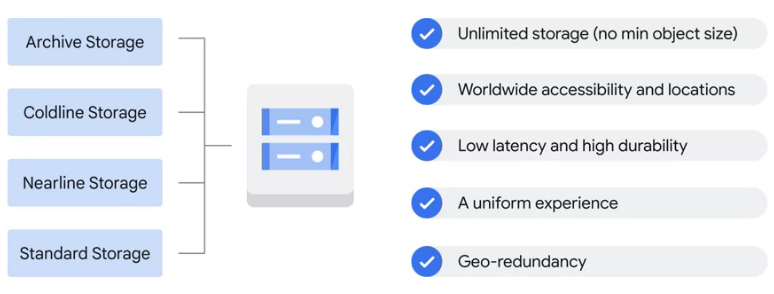 Archive Storage
Coldline Storage
Nearline Storage
Standard Storage
Unlimited storage (no min object size)
Worldwide accessibility and locations
Low latency and high durability
A uniform experience
Geo-redundancy